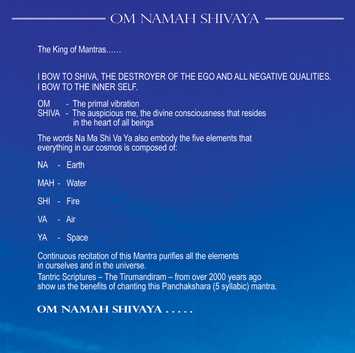 OM NAMAH SHIVAYA
The King of Mantras......
I BOW TO SHIVA, THE DESTROYER OF THE EGO AND ALL NEGATIVE QUALITIES.
I BOW TO THE INNER SELF.
OM - The primal vibration
SHIVA - The auspicious me, the divine consciousness that resides
in the heart of all beings
The words Na Ma Shi Va Ya also embody the five elements that
everything in our cosmos is composed of:
NA - Earth
MAH - Water
SHI - Fire
VA - Air
YA - Space
Continuous recitation of this Mantra purifies all the elements
in ourselves and in the universe.
Tantric Scriptures – The Tirumandiram – from over 2000 years ago
show us the benefits of chanting this Panchakshara (5 syllabic) mantra.
OM NAMAH SHIVAYA . . . . .